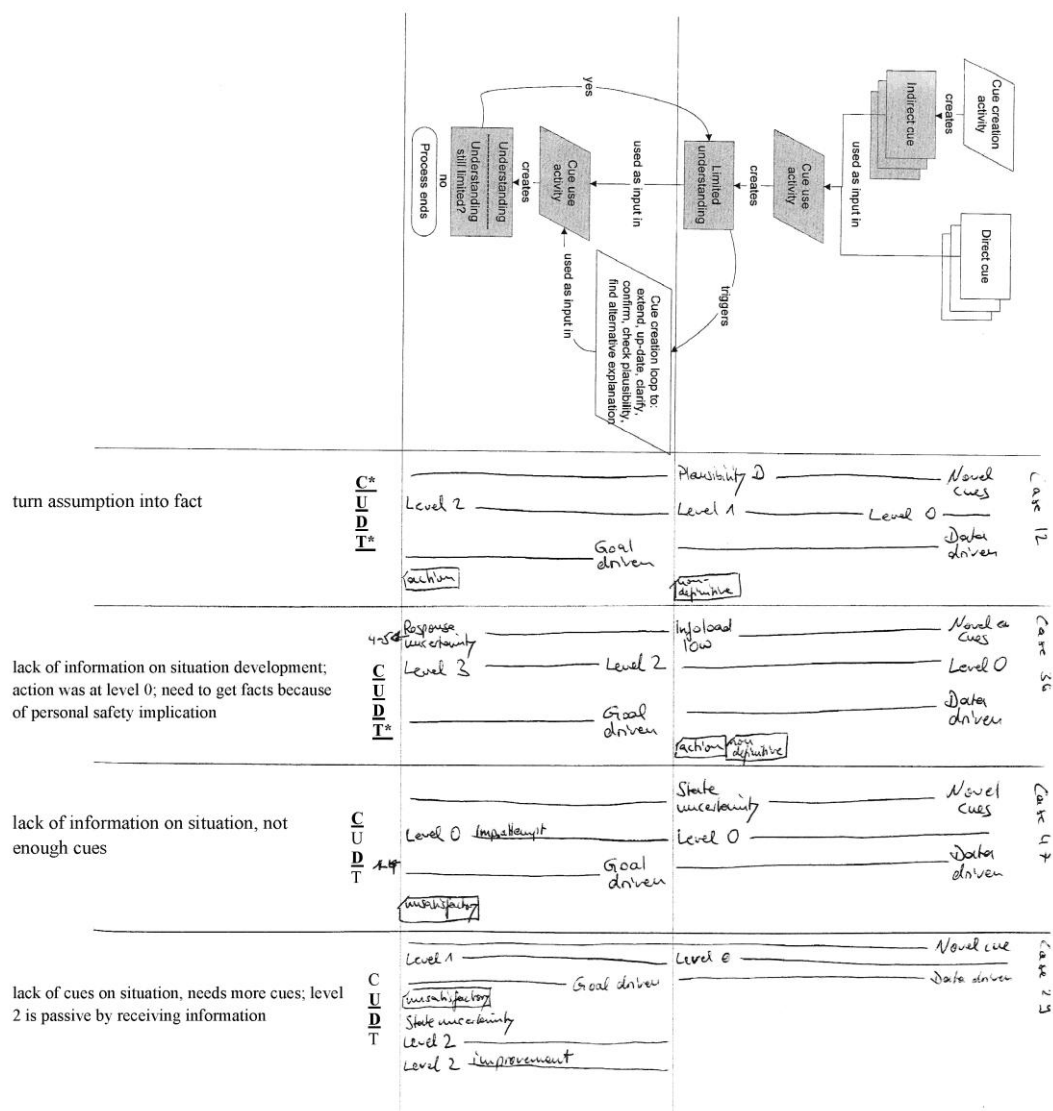 Cue creation
activity
creates
Indirect cue
Direct cue
used as input in
Cue use
activity
creates
Limited
understanding
triggers
used as input in
Cue creation loop to:
extend, up-date, clarify,
confirm, check plausibility,
find alternative explanation
used as input in
Cue use
activity
creates
Understanding
Understanding
still limited?
yes
no
Process ends
turn assumption into fact
C*
U
D
T*
Plausibility D
Novel
cues
Level 2
Level 1
Level 0
Goal
driven
Data
driven
action
non-
definitive
Case 12
lack of information on situation development;
action was at level 0; need to get facts because
of personal safety implication
C
U
D
T*
Response
uncertainty
Infoload
low
Novel
cues
Level 3
Level 2
Level 0
Goal
driven
Data
driven
action
non
definitive
Case 36
lack of information on situation, not
enough cues
C
U
D
T
State
uncertainty
Novel
cues
Level 0
Level 0
Goal
driven
Data
driven
unsatisfactory
Case 47
lack of cues on situation, needs more cues; level
2 is passive by receiving information
C
U
D
T
Novel cue
Level 1
Level 0
Goal driven
Data driven
unsatisfactory
State uncertainty
Level 2
Level 2 improvement
Case 29